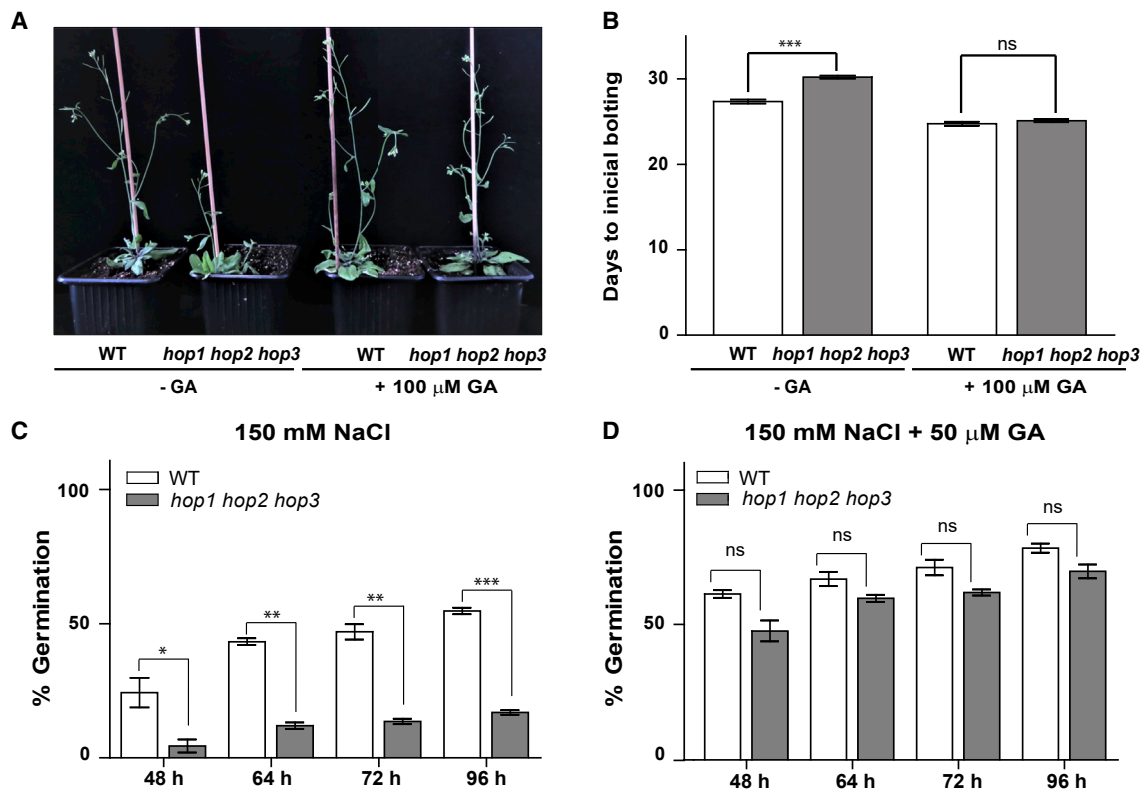 A
WT hop1 hop2 hop3 WT hop1 hop2 hop3
- GA + 100 μM GA
B
Days to inicial bolting
30
20
10
0
*** ns
WT hop1 hop2 hop3 WT hop1 hop2 hop3
- GA + 100 μM GA
C 150 mM NaCl
WT
hop1 hop2 hop3
% Germination
100
50
0
* ** ** ***
48 h 64 h 72 h 96 h
D 150 mM NaCl + 50 μM GA
WT
hop1 hop2 hop3
% Germination
100
50
0
ns ns ns ns
48 h 64 h 72 h 96 h